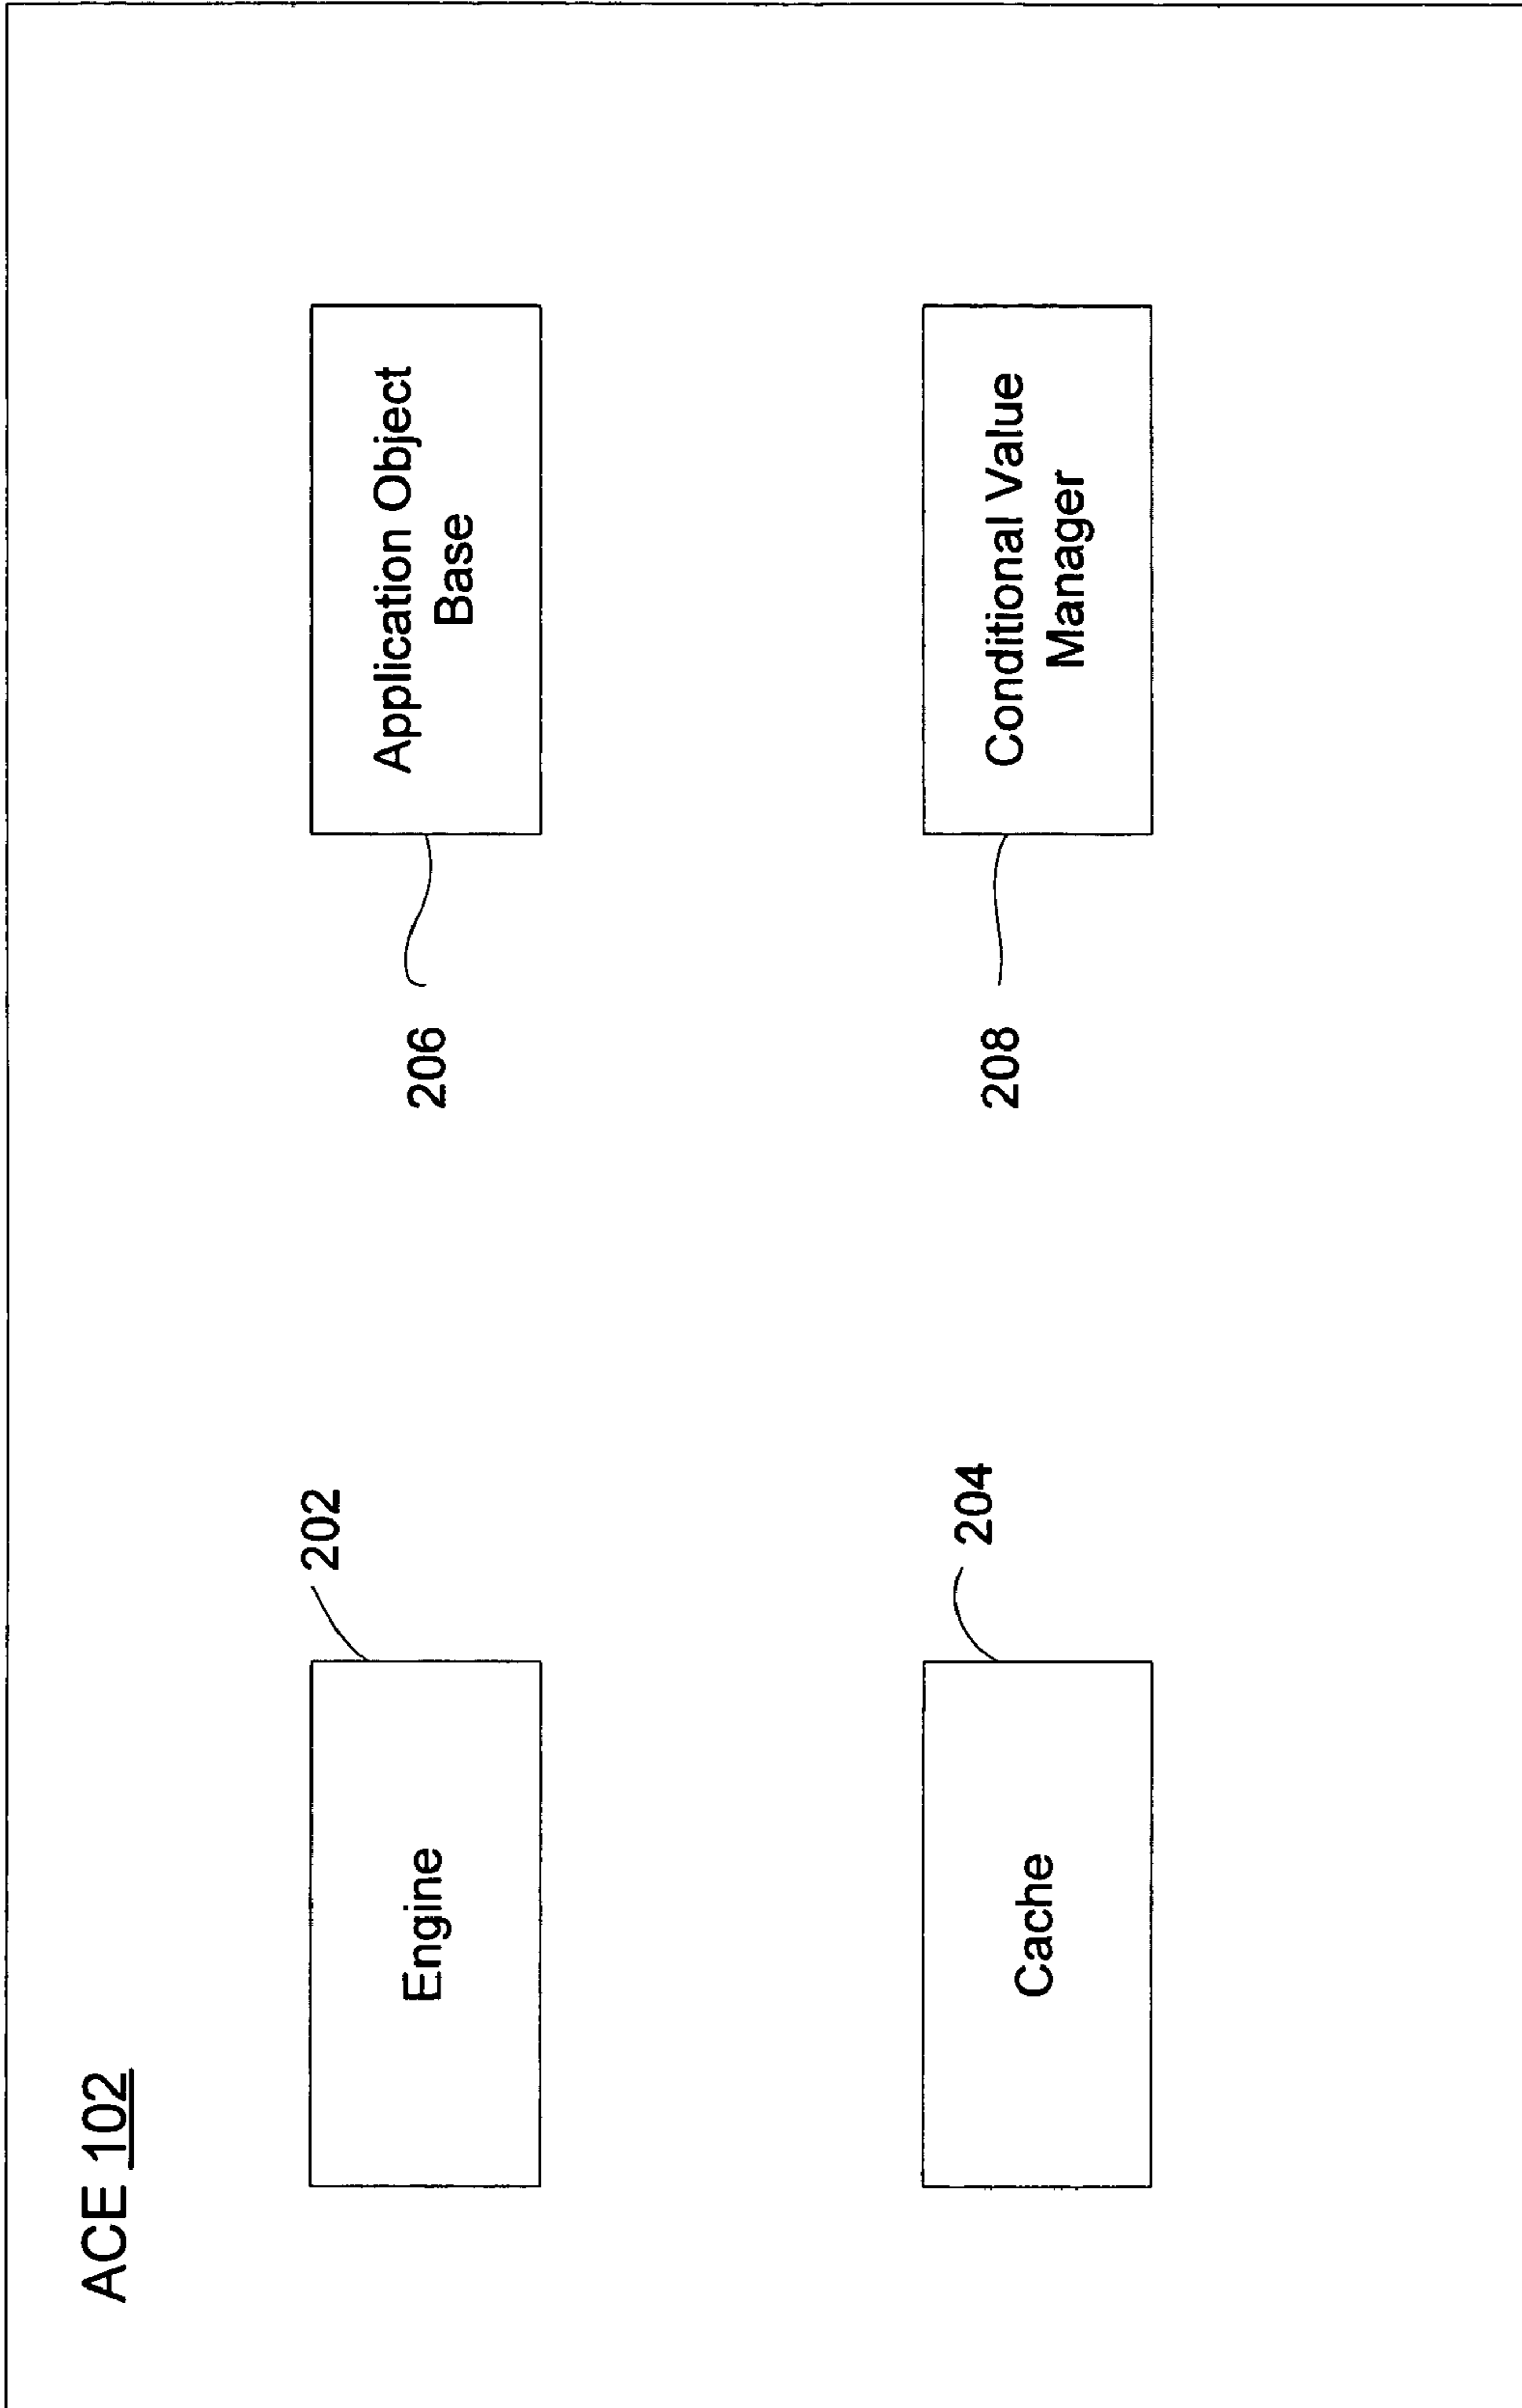 ACE 102
Engine
202
206
Application Object
Base
Cache
204
208
Conditional Value
Manager